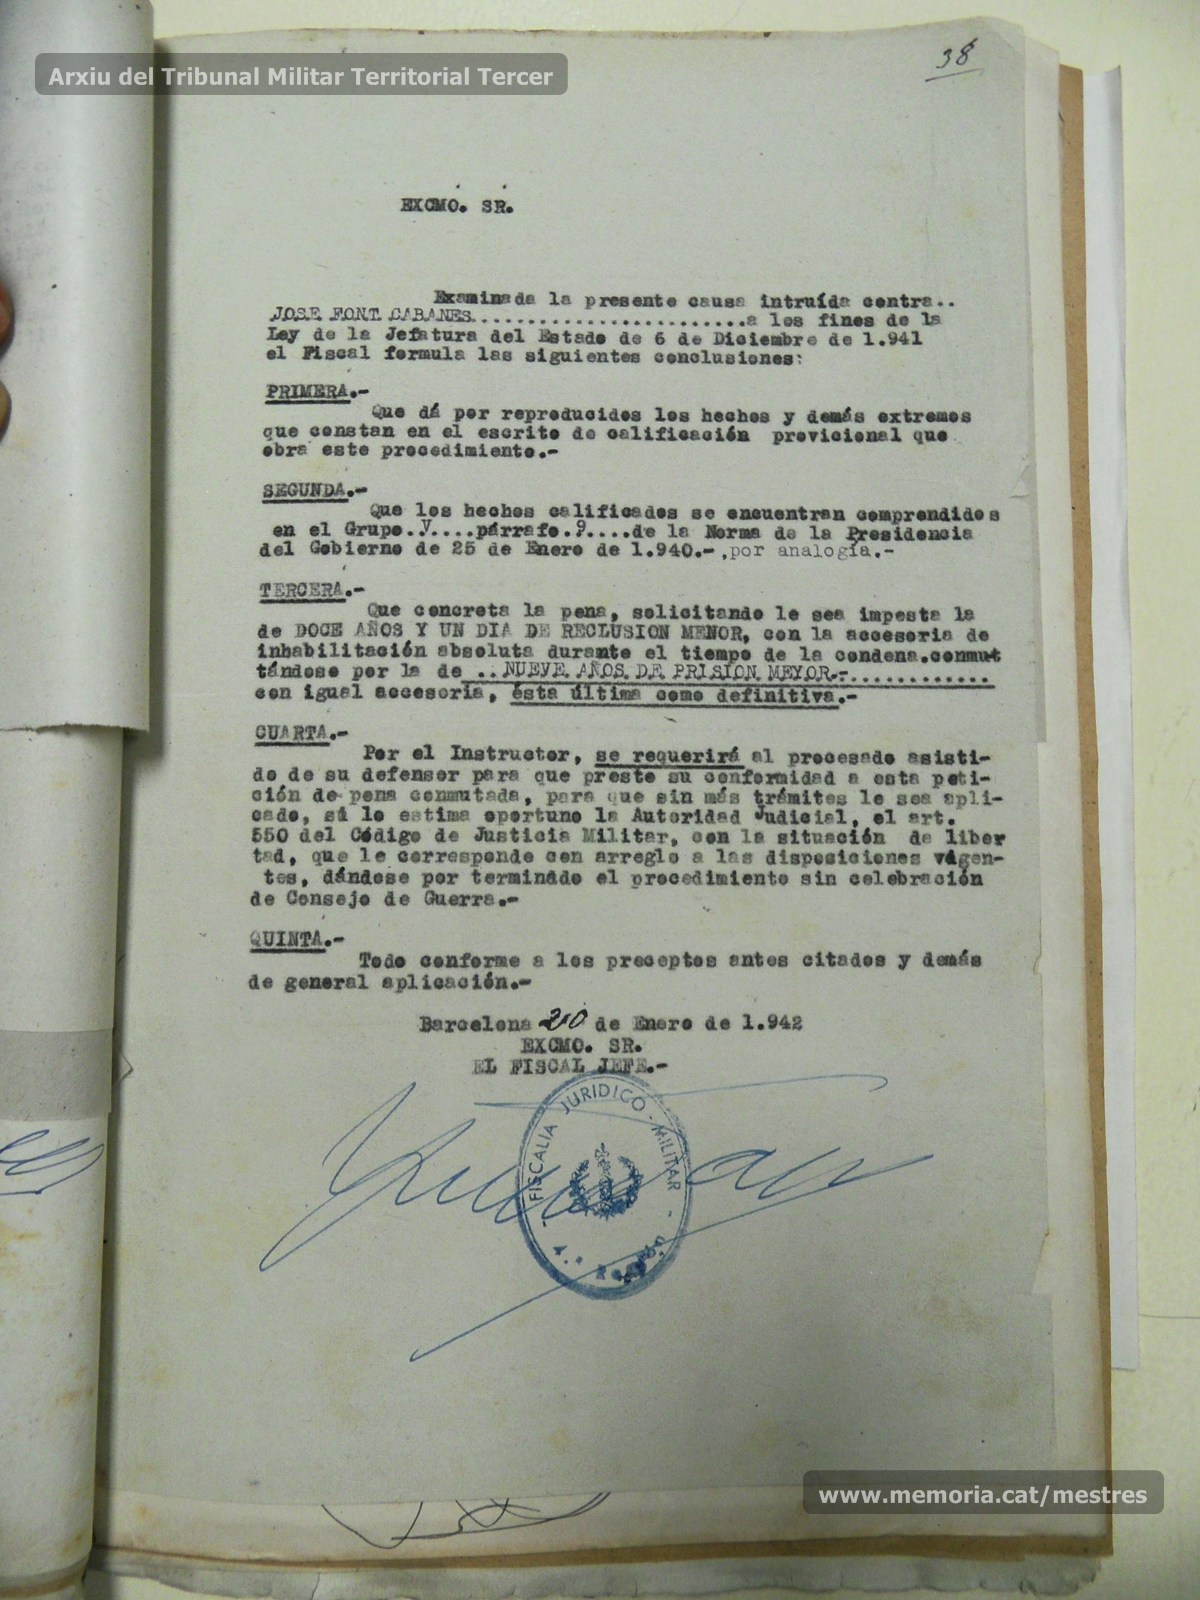 Arxiu del Tribunal Militar Territorial Tercer
38
EXCMO. SR.
Examinada la presente causa intruída contra..
JOSE FONT CABANES........................a los fines de la
Ley de la Jefatura del Estado de 6 de Diciembre de 1.941
el Fiscal formula las siguientes conclusiones:
PRIMERA.-
Que dá por reproducidos los hechos y demás extremos
que constan en el escrito de calificación provicional que
obra este procedimiento.-
SEGUNDA.-
Que los hechos calificados se encuentran comprendidos
en el Grupo.V....párrafo.9....de la Norma de la Presidencia
del Gobierno de 25 de Enero de 1.940.-,por analogía.-
TERCERA.-
Que concreta la pena, solicitando le sea impesta la
de DOCE AÑOS Y UN DIA DE RECLUSION MENOR, con la accesoria de
inhabilitación absoluta durante el tiempo de la condena.conmut
tándose por la de ..NUEVE AÑOS DE PRISION MEYOR.-............
con igual accesoria, ésta última como definitiva.-
CUARTA.-
Por el Instructor, se requerirá al procesado asisti-
do de su defensor para que preste su conformidad a esta peti-
ción de pena conmutada, para que sin más trámites le sea apli-
cado, sí lo estima oportuno la Autoridad Judicial, el art.
550 del Código de Justicia Militar, con la situación de liber
tad, que le corresponde con arreglo a las disposiciones vigen-
tes, dándose por terminado el procedimiento sin celebración
de Consejo de Guerra.-
QUINTA.-
Todo conforme a los preceptos antes citados y demás
de general aplicación.-
Barcelona 20 de Enero de 1.942
EXCMO. SR.
EL FISCAL JEFE.-
FISCALIA JURIDICO - MILITAR -
www.memoria.cat/mestres